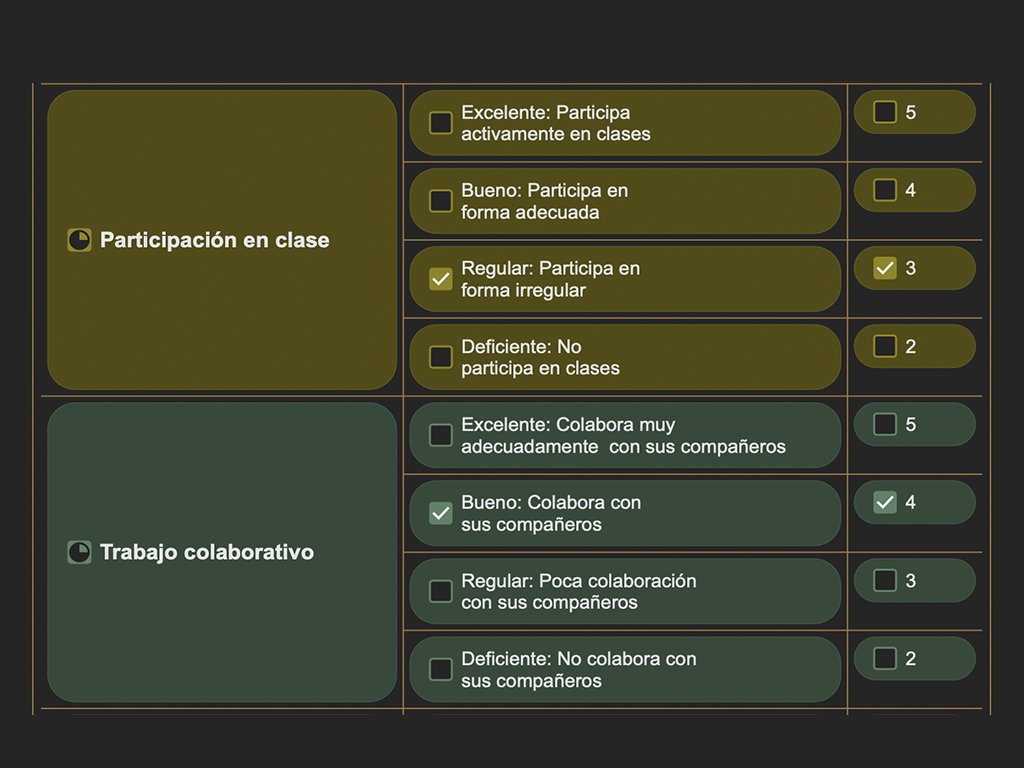 Participación en clase
Excelente: Participa
activamente en clases
5
Bueno: Participa en
forma adecuada
4
Regular: Participa en
forma irregular
3
Deficiente: No
participa en clases
2
Trabajo colaborativo
Excelente: Colabora muy
adecuadamente  con sus compañeros
5
Bueno: Colabora con
sus compañeros
4
Regular: Poca colaboración
con sus compañeros
3
Deficiente: No colabora con
sus compañeros
2